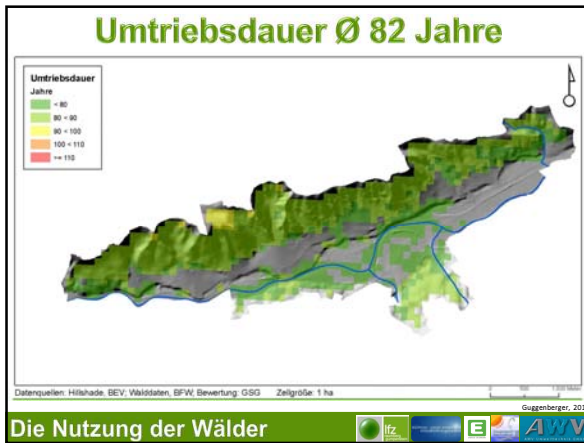 Umtriebsdauer Ø 82 Jahre
Umtriebsdauer
Jahre
< 80
80 < 90
90 < 100
100 < 110
>= 110
Datenquellen: Hillshade, BEV; Walddaten, BFW; Bewertung: GSG Zellgröße: 1 ha
Guggenberger, 201
Die Nutzung der Wälder
lfz
E
AWV